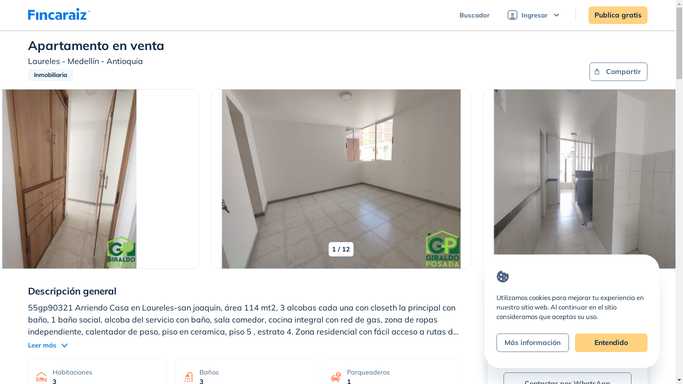 Fincaraiz
Buscador
Ingresar
Publica gratis
Apartamento en venta
Laureles - Medellín - Antioquia
Inmobiliaria
Compartir
GP
GIRALDO
1 / 12
GP
GIRALDO
POSADA
Descripción general
55gp90321 Arriendo Casa en Laureles-san joaquin, área 114 mt2, 3 alcobas cada una con closeth la principal con
baño, 1 baño social, alcoba del servicio con baño, sala comedor, cocina integral con red de gas, zona de ropas
independiente, calentador de paso, piso en ceramica, piso 5 , estrato 4. Zona residencial con fácil acceso a rutas d...
Leer más
Habitaciones
3
Baños
3
Parqueaderos
1
Utilizamos cookies para mejorar tu experiencia en
nuestro sitio web. Al continuar en el sitio
consideramos que aceptas su uso.
Más información
Entendido
Contactar por WhatsApp